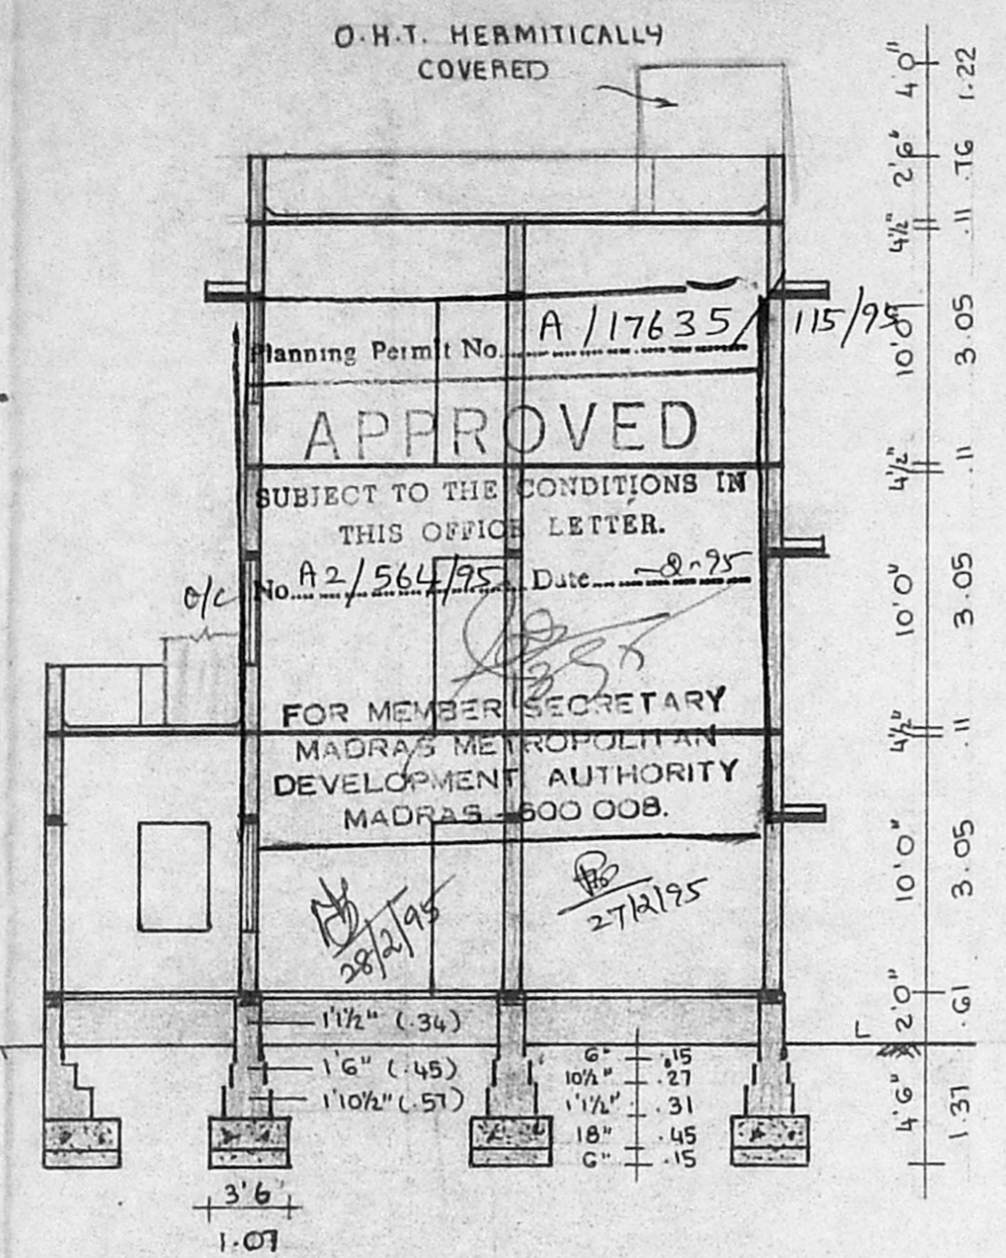 O.H.T. HERMITICALLY
COVERED
4'0" 1.22
2'6" .76
4½" .11
Planning Permit No. A/17635/115/95
10'0" 3.05
APPROVED
4½" .11
SUBJECT TO THE CONDITIONS IN
THIS OFFICE LETTER.
No. A2/564/95 Date -8-95
o/c
10'0" 3.05
FOR MEMBER SECRETARY
4½" .11
MADRAS METROPOLITAN
DEVELOPMENT AUTHORITY
MADRAS - 600 008.
10'0" 3.05
28/2/95
27/2/95
2'0" .61
L
1'1½" (.34)
1'6" (.45)
1'10½" (.57)
6" .15
10½" .27
1'1½" .31
18" .45
6" .15
4'6" 1.37
3'6
1.07